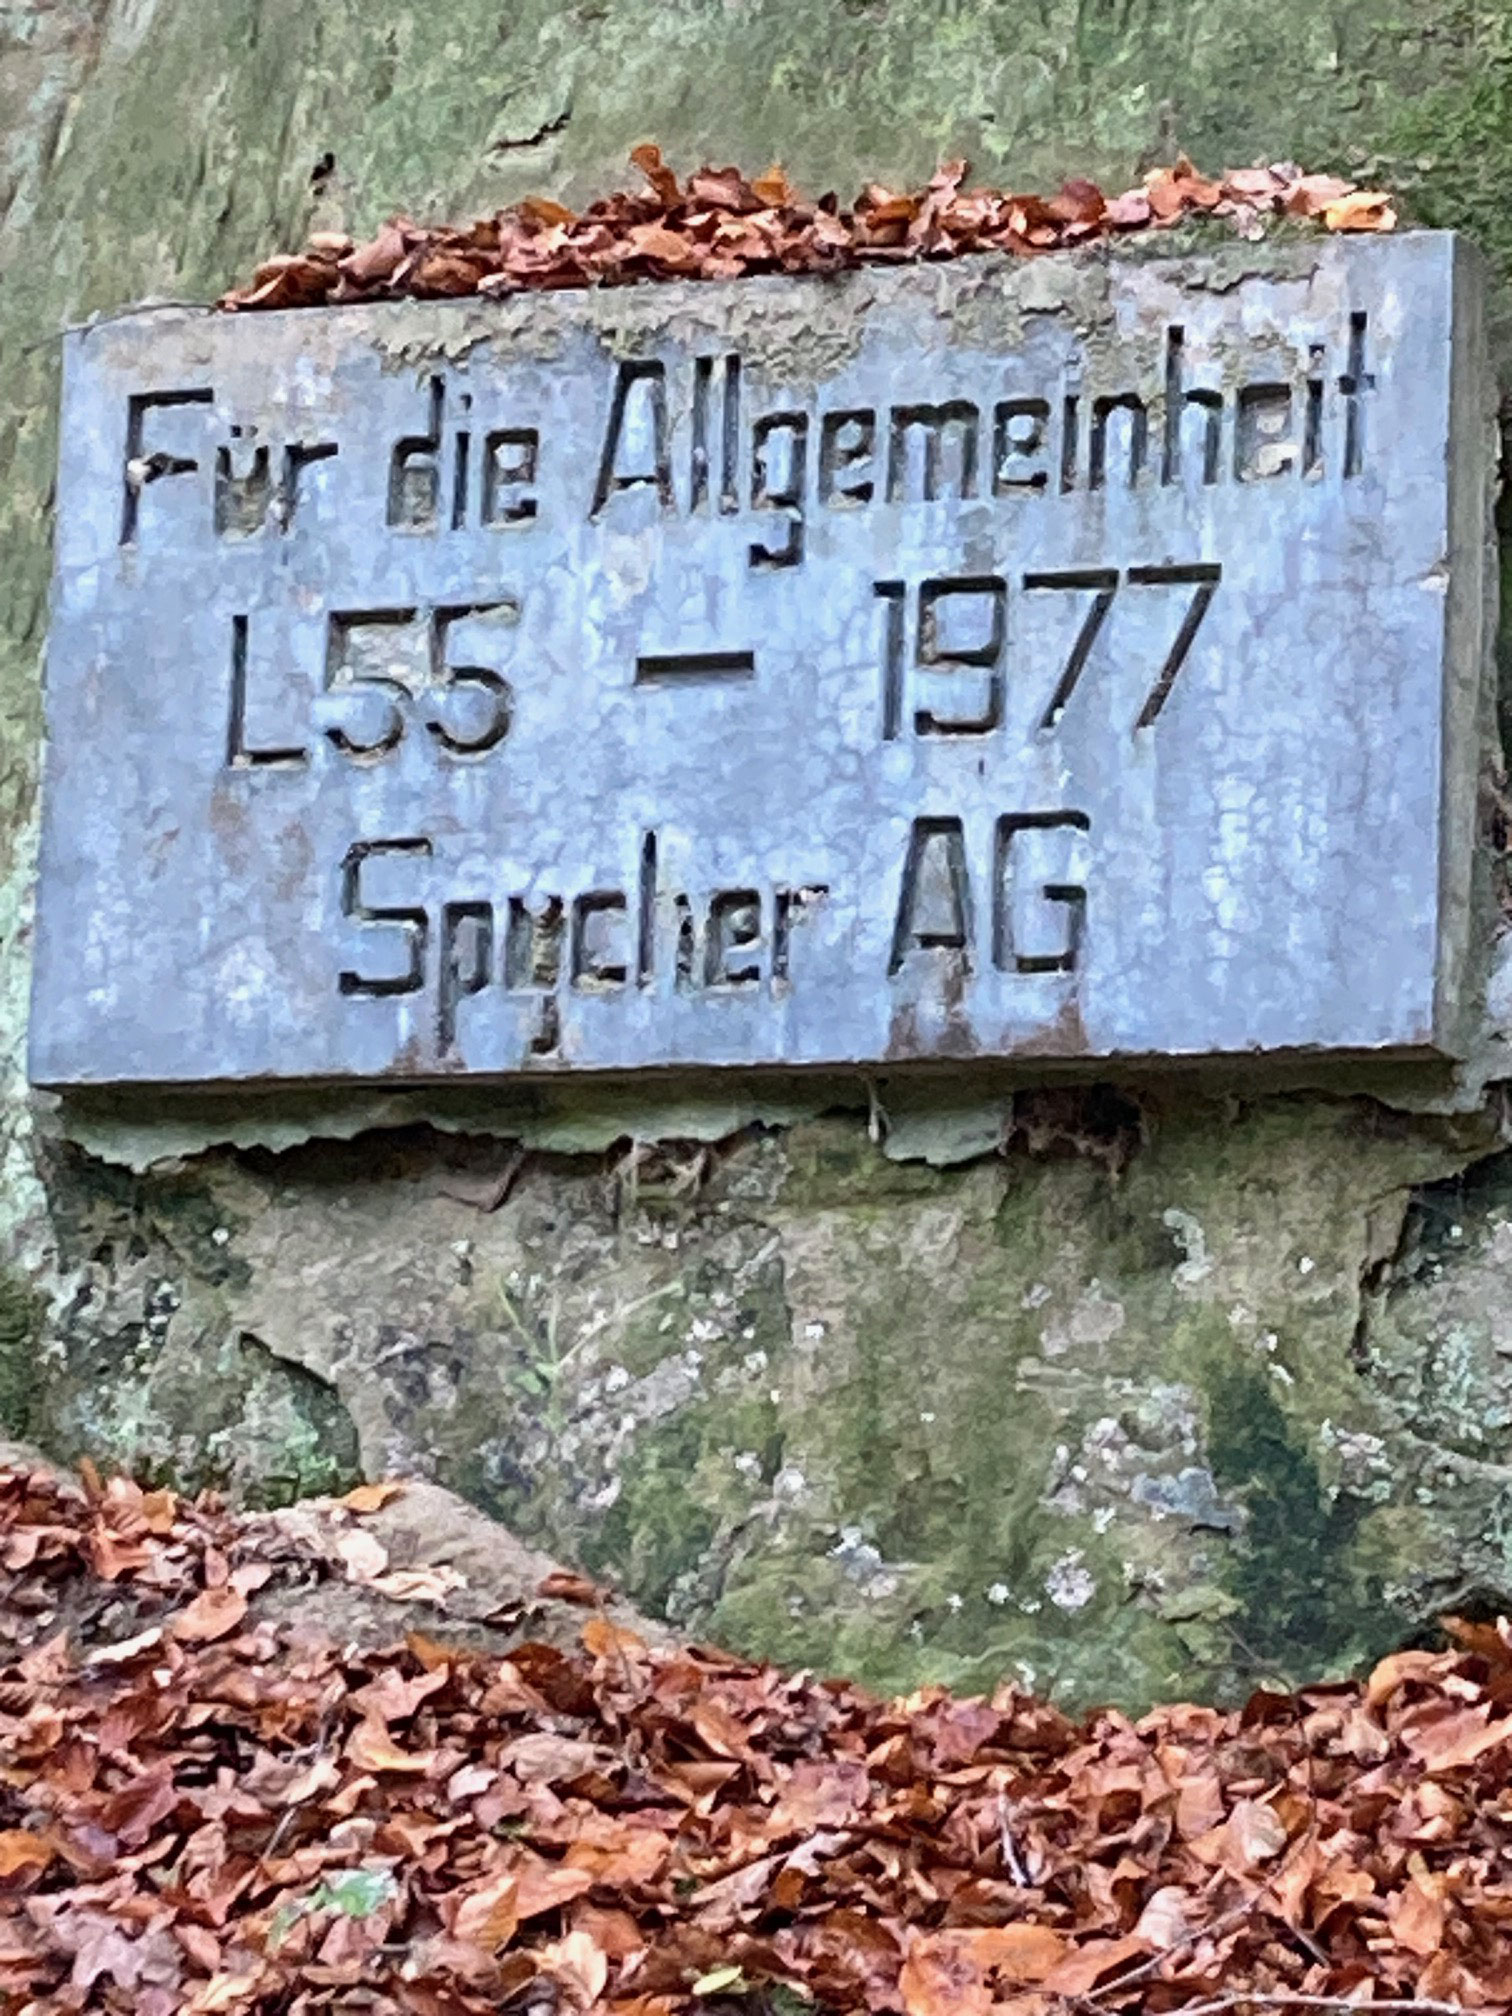 Für die Allgemeinheit
L55 – 1977
Spycher AG